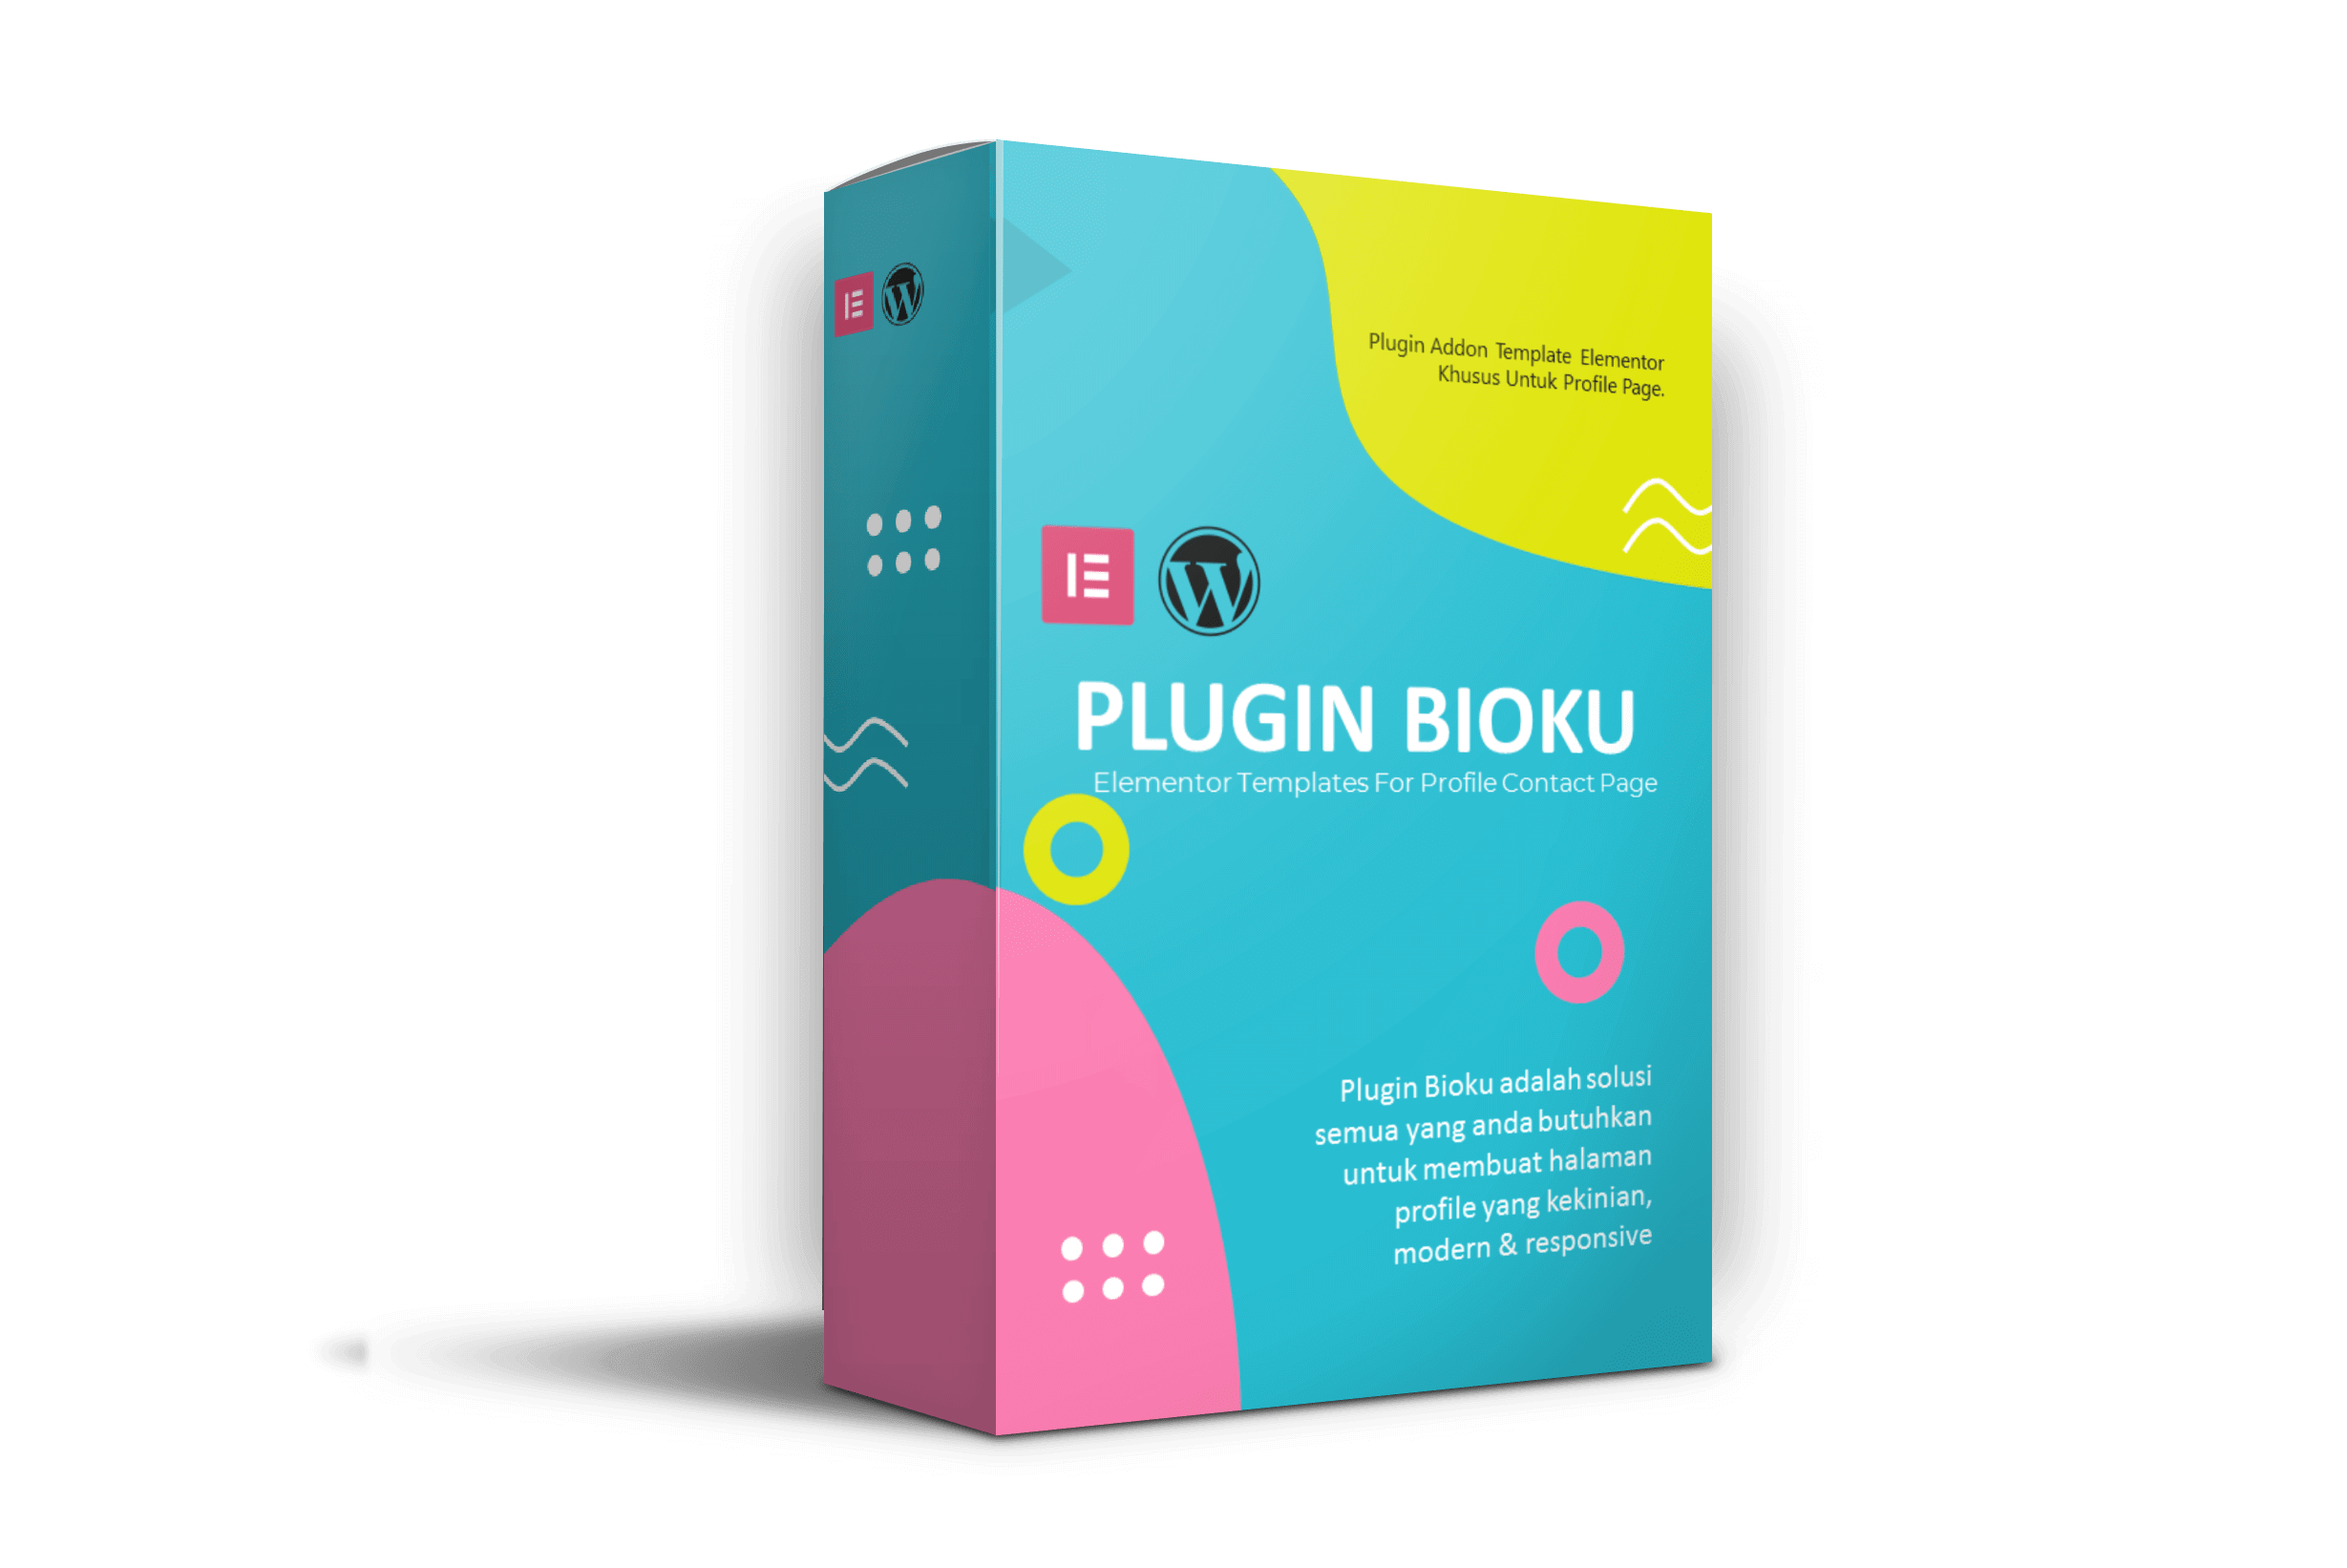 Plugin Addon Template Elementor
Khusus Untuk Profile Page.
PLUGIN BIOKU
Elementor Templates For Profile Contact Page
Plugin Bioku adalah solusi
semua yang anda butuhkan
untuk membuat halaman
profile yang kekinian,
modern & responsive